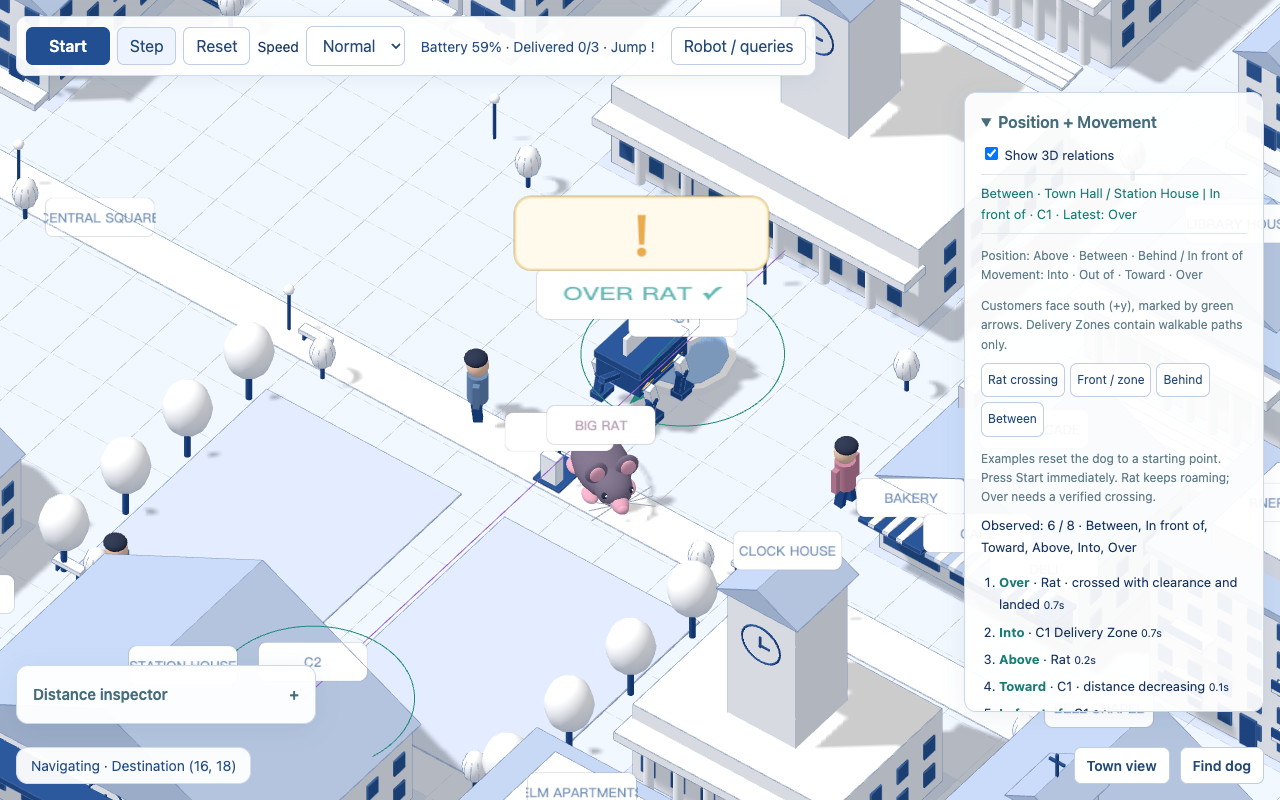 Start
Step
Reset
Speed
Normal
Battery 59% · Delivered 0/3 · Jump !
Robot / queries
CENTRAL SQUARE
!
OVER RAT ✓
BIG RAT
BAKERY
CLOCK HOUSE
STATION HOUSE
C2
ELM APARTMENTS
Distance inspector
+
Navigating · Destination (16, 18)
▼ Position + Movement
Show 3D relations
Between · Town Hall / Station House | In
front of · C1 · Latest: Over
Position: Above · Between · Behind / In front of
Movement: Into · Out of · Toward · Over
Customers face south (+y), marked by green
arrows. Delivery Zones contain walkable paths
only.
Rat crossing
Front / zone
Behind
Between
Examples reset the dog to a starting point.
Press Start immediately. Rat keeps roaming;
Over needs a verified crossing.
Observed: 6 / 8 · Between, In front of,
Toward, Above, Into, Over
1. Over · Rat · crossed with clearance and
landed 0.7s
2. Into · C1 Delivery Zone 0.7s
3. Above · Rat 0.2s
4. Toward · C1 · distance decreasing 0.1s
Town view
Find dog